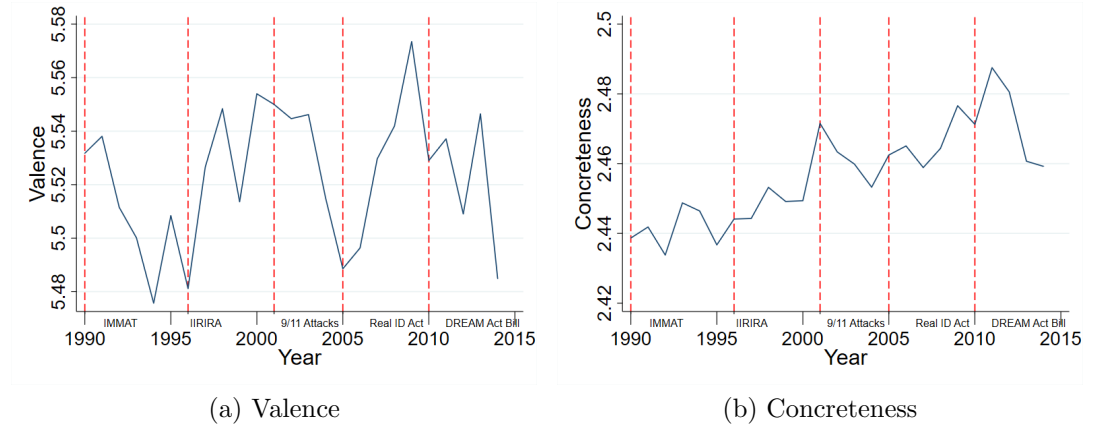 Valence
5.58
5.56
5.54
5.52
5.5
5.48
IMMAT IIRIRA 9/11 Attacks Real ID Act DREAM Act Bill
1990 1995 2000 2005 2010 2015
Year
(a) Valence
Concreteness
2.5
2.48
2.46
2.44
2.42
IMMAT IIRIRA 9/11 Attacks Real ID Act DREAM Act Bill
1990 1995 2000 2005 2010 2015
Year
(b) Concreteness